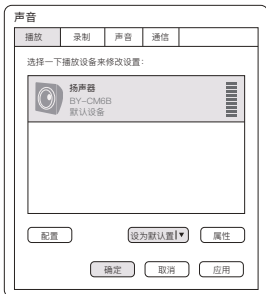 声音
播放 录制 声音 通信
选择一下播放设备来修改设置：
扬声器
BY-CM6B
默认设备
配置 设为默认置 属性
确定 取消 应用